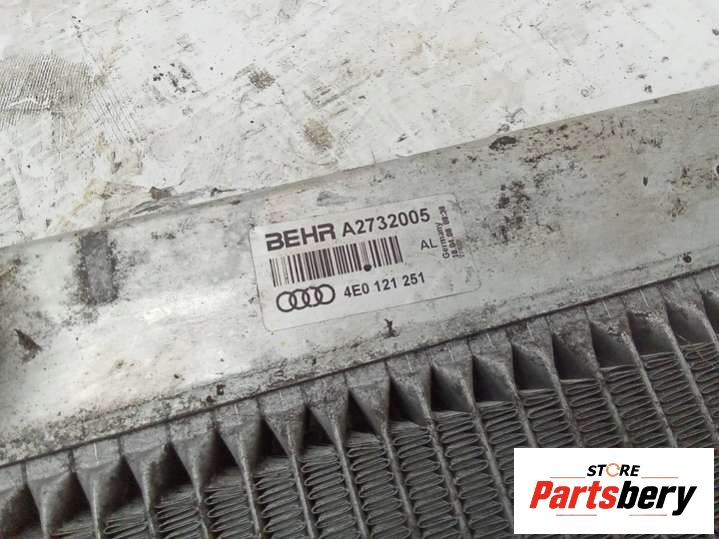 BEHR A2732005
AL
Germany
4E0 121 251
STORE
Partsbery